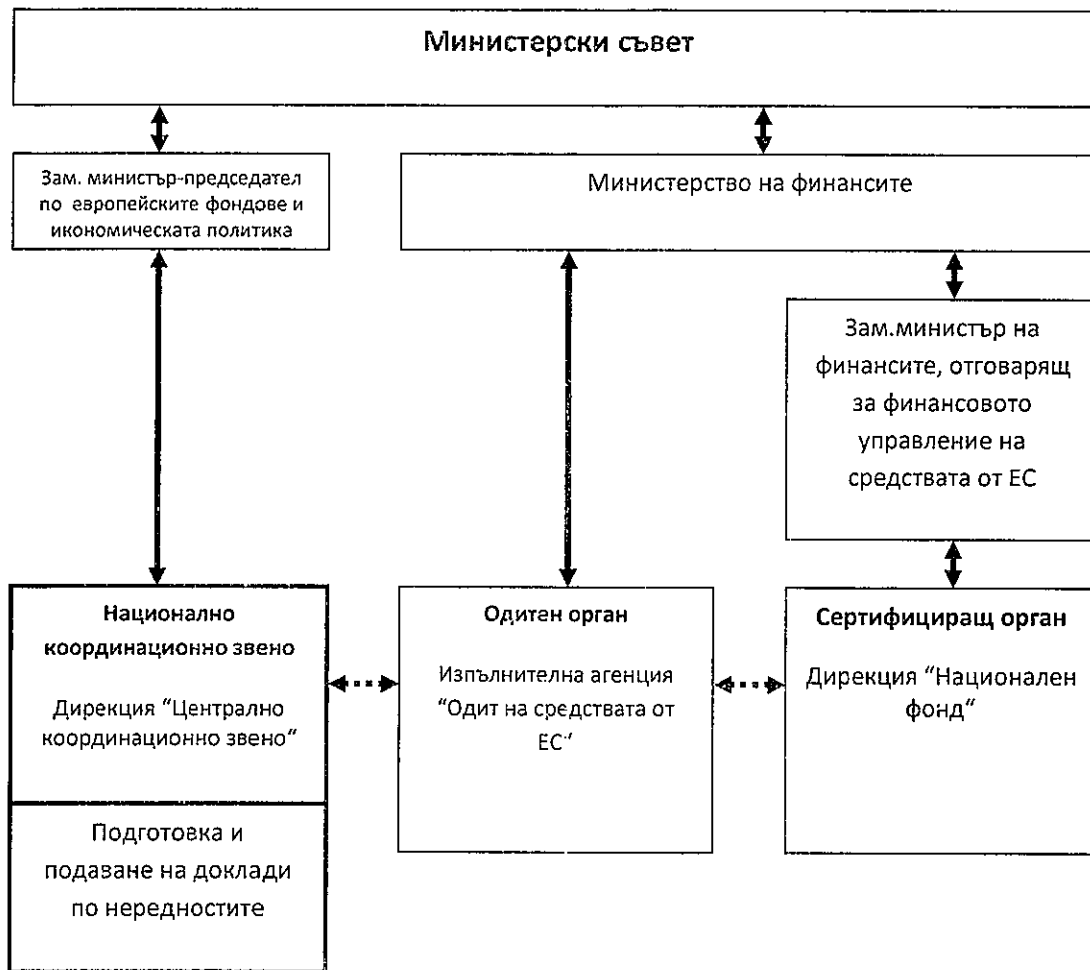 Министерски съвет
Зам. министър-председател
по европейските фондове и
икономическата политика
Министерство на финансите
Зам.министър на
финансите, отговарящ
за финансовото
управление на
средствата от ЕС
Национално
координационно звено
Дирекция "Централно
координационно звено"
Подготовка и
подаване на доклади
по нередностите
Одитен орган
Изпълнителна агенция
"Одит на средствата от
ЕС"
Сертифициращ орган
Дирекция "Национален
фонд"